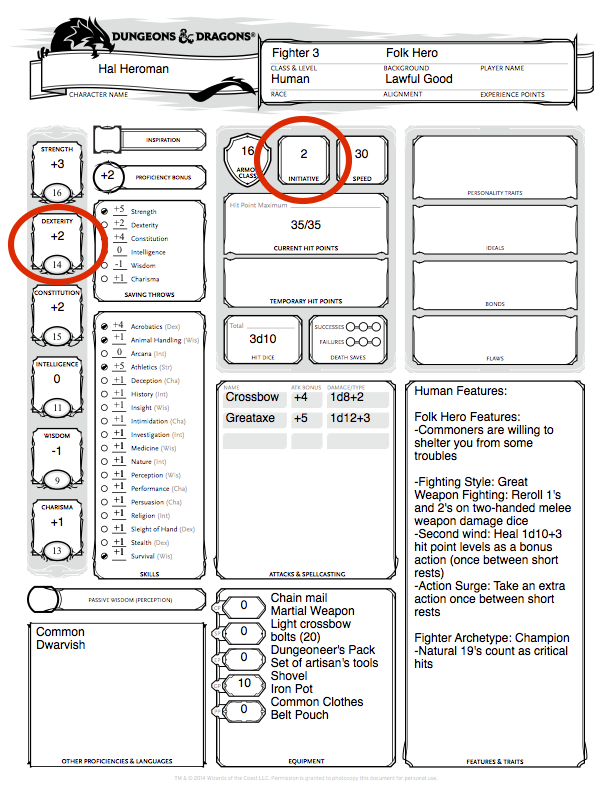 DUNGEONS & DRAGONS®
Hal Heroman
CHARACTER NAME
Fighter 3 Folk Hero
CLASS & LEVEL BACKGROUND PLAYER NAME
Human Lawful Good
RACE ALIGNMENT EXPERIENCE POINTS
STRENGTH
+3
16
DEXTERITY
+2
14
CONSTITUTION
+2
15
INTELLIGENCE
0
11
WISDOM
-1
9
CHARISMA
+1
13
INSPIRATION
+2 PROFICIENCY BONUS
+5 Strength
+2 Dexterity
+4 Constitution
0 Intelligence
-1 Wisdom
+1 Charisma
SAVING THROWS
+4 Acrobatics (Dex)
+1 Animal Handling (Wis)
0 Arcana (Int)
+5 Athletics (Str)
+1 Deception (Cha)
+1 History (Int)
+1 Insight (Wis)
+1 Intimidation (Cha)
+1 Investigation (Int)
+1 Medicine (Wis)
+1 Nature (Int)
+1 Perception (Wis)
+1 Performance (Cha)
+1 Persuasion (Cha)
+1 Religion (Int)
+1 Sleight of Hand (Dex)
+1 Stealth (Dex)
+1 Survival (Wis)
SKILLS
PASSIVE WISDOM (PERCEPTION)
Common
Dwarvish
OTHER PROFICIENCIES & LANGUAGES
16
ARMOR
CLASS
2
INITIATIVE
30
SPEED
Hit Point Maximum
35/35
CURRENT HIT POINTS
TEMPORARY HIT POINTS
Total
3d10
HIT DICE
SUCCESSES
FAILURES
DEATH SAVES
NAME ATK BONUS DAMAGE/TYPE
Crossbow +4 1d8+2
Greataxe +5 1d12+3
ATTACKS & SPELLCASTING
CP 0
SP 0
EP 0
GP 10
PP 0
Chain mail
Martial Weapon
Light crossbow
bolts (20)
Dungeoneer's Pack
Set of artisan's tools
Shovel
Iron Pot
Common Clothes
Belt Pouch
EQUIPMENT
PERSONALITY TRAITS
IDEALS
BONDS
FLAWS
Human Features:
Folk Hero Features:
-Commoners are willing to
shelter you from some
troubles
-Fighting Style: Great
Weapon Fighting: Reroll 1's
and 2's on two-handed melee
weapon damage dice
-Second wind: Heal 1d10+3
hit point levels as a bonus
action (once between short
rests)
-Action Surge: Take an extra
action once between short
rests
Fighter Archetype: Champion
-Natural 19's count as critical
hits
FEATURES & TRAITS
TM & © 2014 Wizards of the Coast LLC. Permission is granted to photocopy this document for personal use.